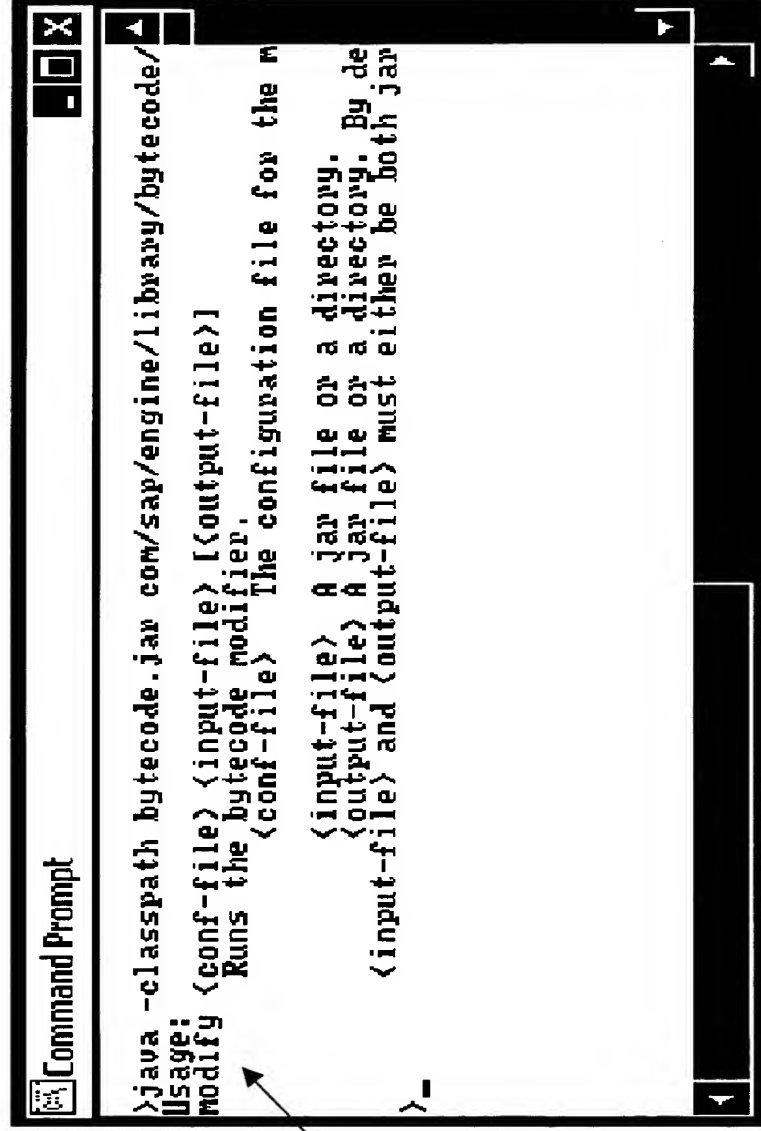 Command Prompt
>java -classpath bytecode.jar com/sap/engine/library/bytecode/
Usage:
modify <conf-file> <input-file> [<output-file>]
Runs the bytecode modifier.
<conf-file> The configuration file for the m
<input-file> A jar file or a directory.
<output-file> A jar file or a directory. By de
<input-file> and <output-file> must either be both jar
>_